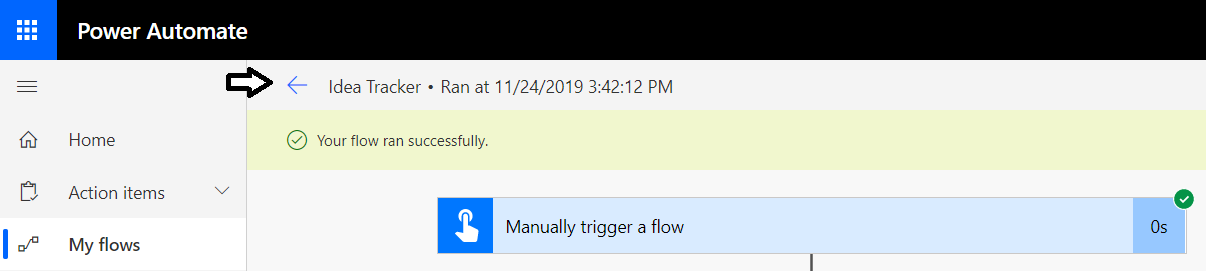 Power Automate
Idea Tracker • Ran at 11/24/2019 3:42:12 PM
Home
Your flow ran successfully.
Action items
My flows
Manually trigger a flow
0s